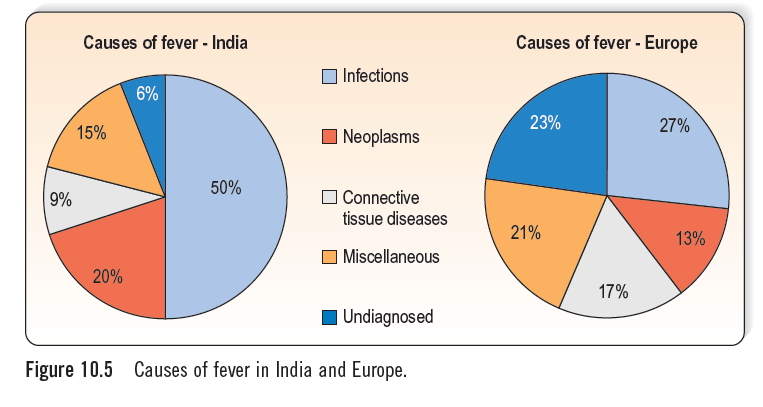 Causes of fever - India
6%
15%
9%
50%
20%
Infections
Neoplasms
Connective
tissue diseases
Miscellaneous
Undiagnosed
Causes of fever - Europe
23%
27%
21%
13%
17%
Figure 10.5 Causes of fever in India and Europe.